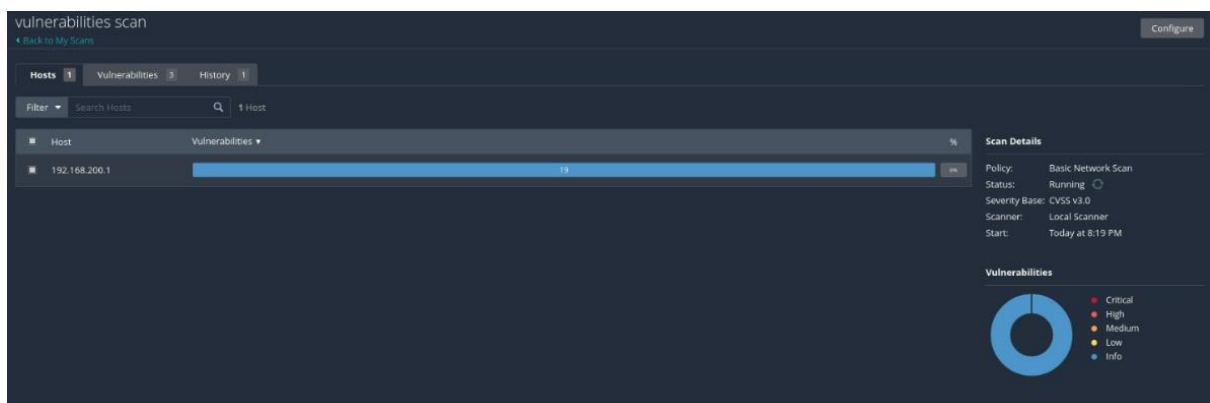 vulnerabilities scan
Back to My Scans
Configure
Hosts 1 Vulnerabilities 3 History 1
Filter Search Hosts 1 Host
Host Vulnerabilities %
192.168.200.1 19 0%
Scan Details
Policy: Basic Network Scan
Status: Running
Severity Base: CVSS v3.0
Scanner: Local Scanner
Start: Today at 8:19 PM
Vulnerabilities
Critical
High
Medium
Low
Info